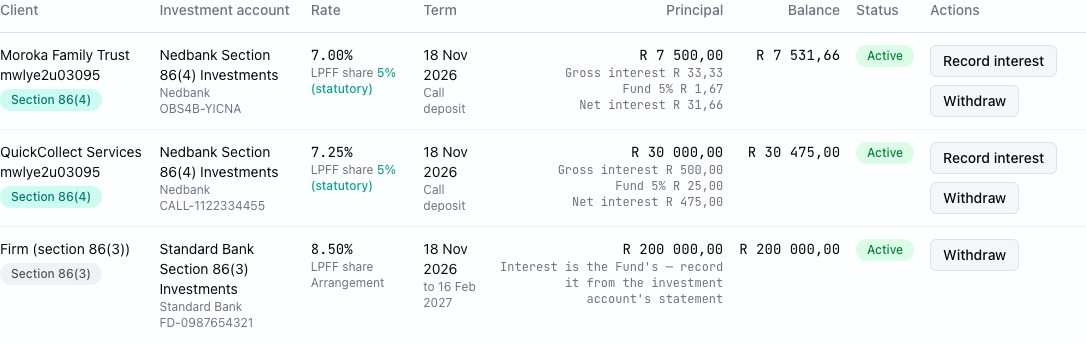 Client Investment account Rate Term Principal Balance Status Actions
Moroka Family Trust
mwlye2u03095
Section 86(4)
Nedbank Section
86(4) Investments
Nedbank
OBS4B-YICNA
7.00%
LPFF share 5%
(statutory)
18 Nov
2026
Call
deposit
R 7 500,00
Gross interest R 33,33
Fund 5% R 1,67
Net interest R 31,66
R 7 531,66
Active
Record interest
Withdraw
QuickCollect Services
mwlye2u03095
Section 86(4)
Nedbank Section
86(4) Investments
Nedbank
CALL-1122334455
7.25%
LPFF share 5%
(statutory)
18 Nov
2026
Call
deposit
R 30 000,00
Gross interest R 500,00
Fund 5% R 25,00
Net interest R 475,00
R 30 475,00
Active
Record interest
Withdraw
Firm (section 86(3))
Section 86(3)
Standard Bank
Section 86(3)
Investments
Standard Bank
FD-0987654321
8.50%
LPFF share
Arrangement
18 Nov
2026
to 16 Feb
2027
R 200 000,00
Interest is the Fund's — record
it from the investment
account's statement
R 200 000,00
Active
Withdraw